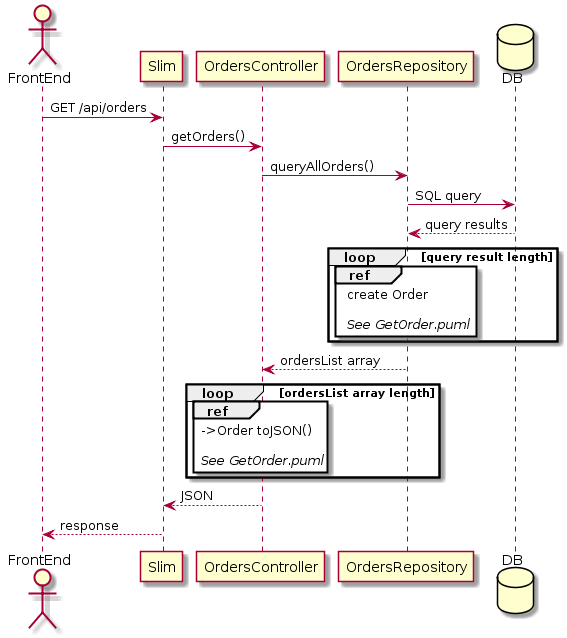 FrontEnd
Slim
OrdersController
OrdersRepository
DB
GET /api/orders
getOrders()
queryAllOrders()
SQL query
query results
loop [query result length]
ref
create Order
See GetOrder.puml
ordersList array
loop [ordersList array length]
ref
->Order toJSON()
See GetOrder.puml
JSON
response
FrontEnd
Slim
OrdersController
OrdersRepository
DB